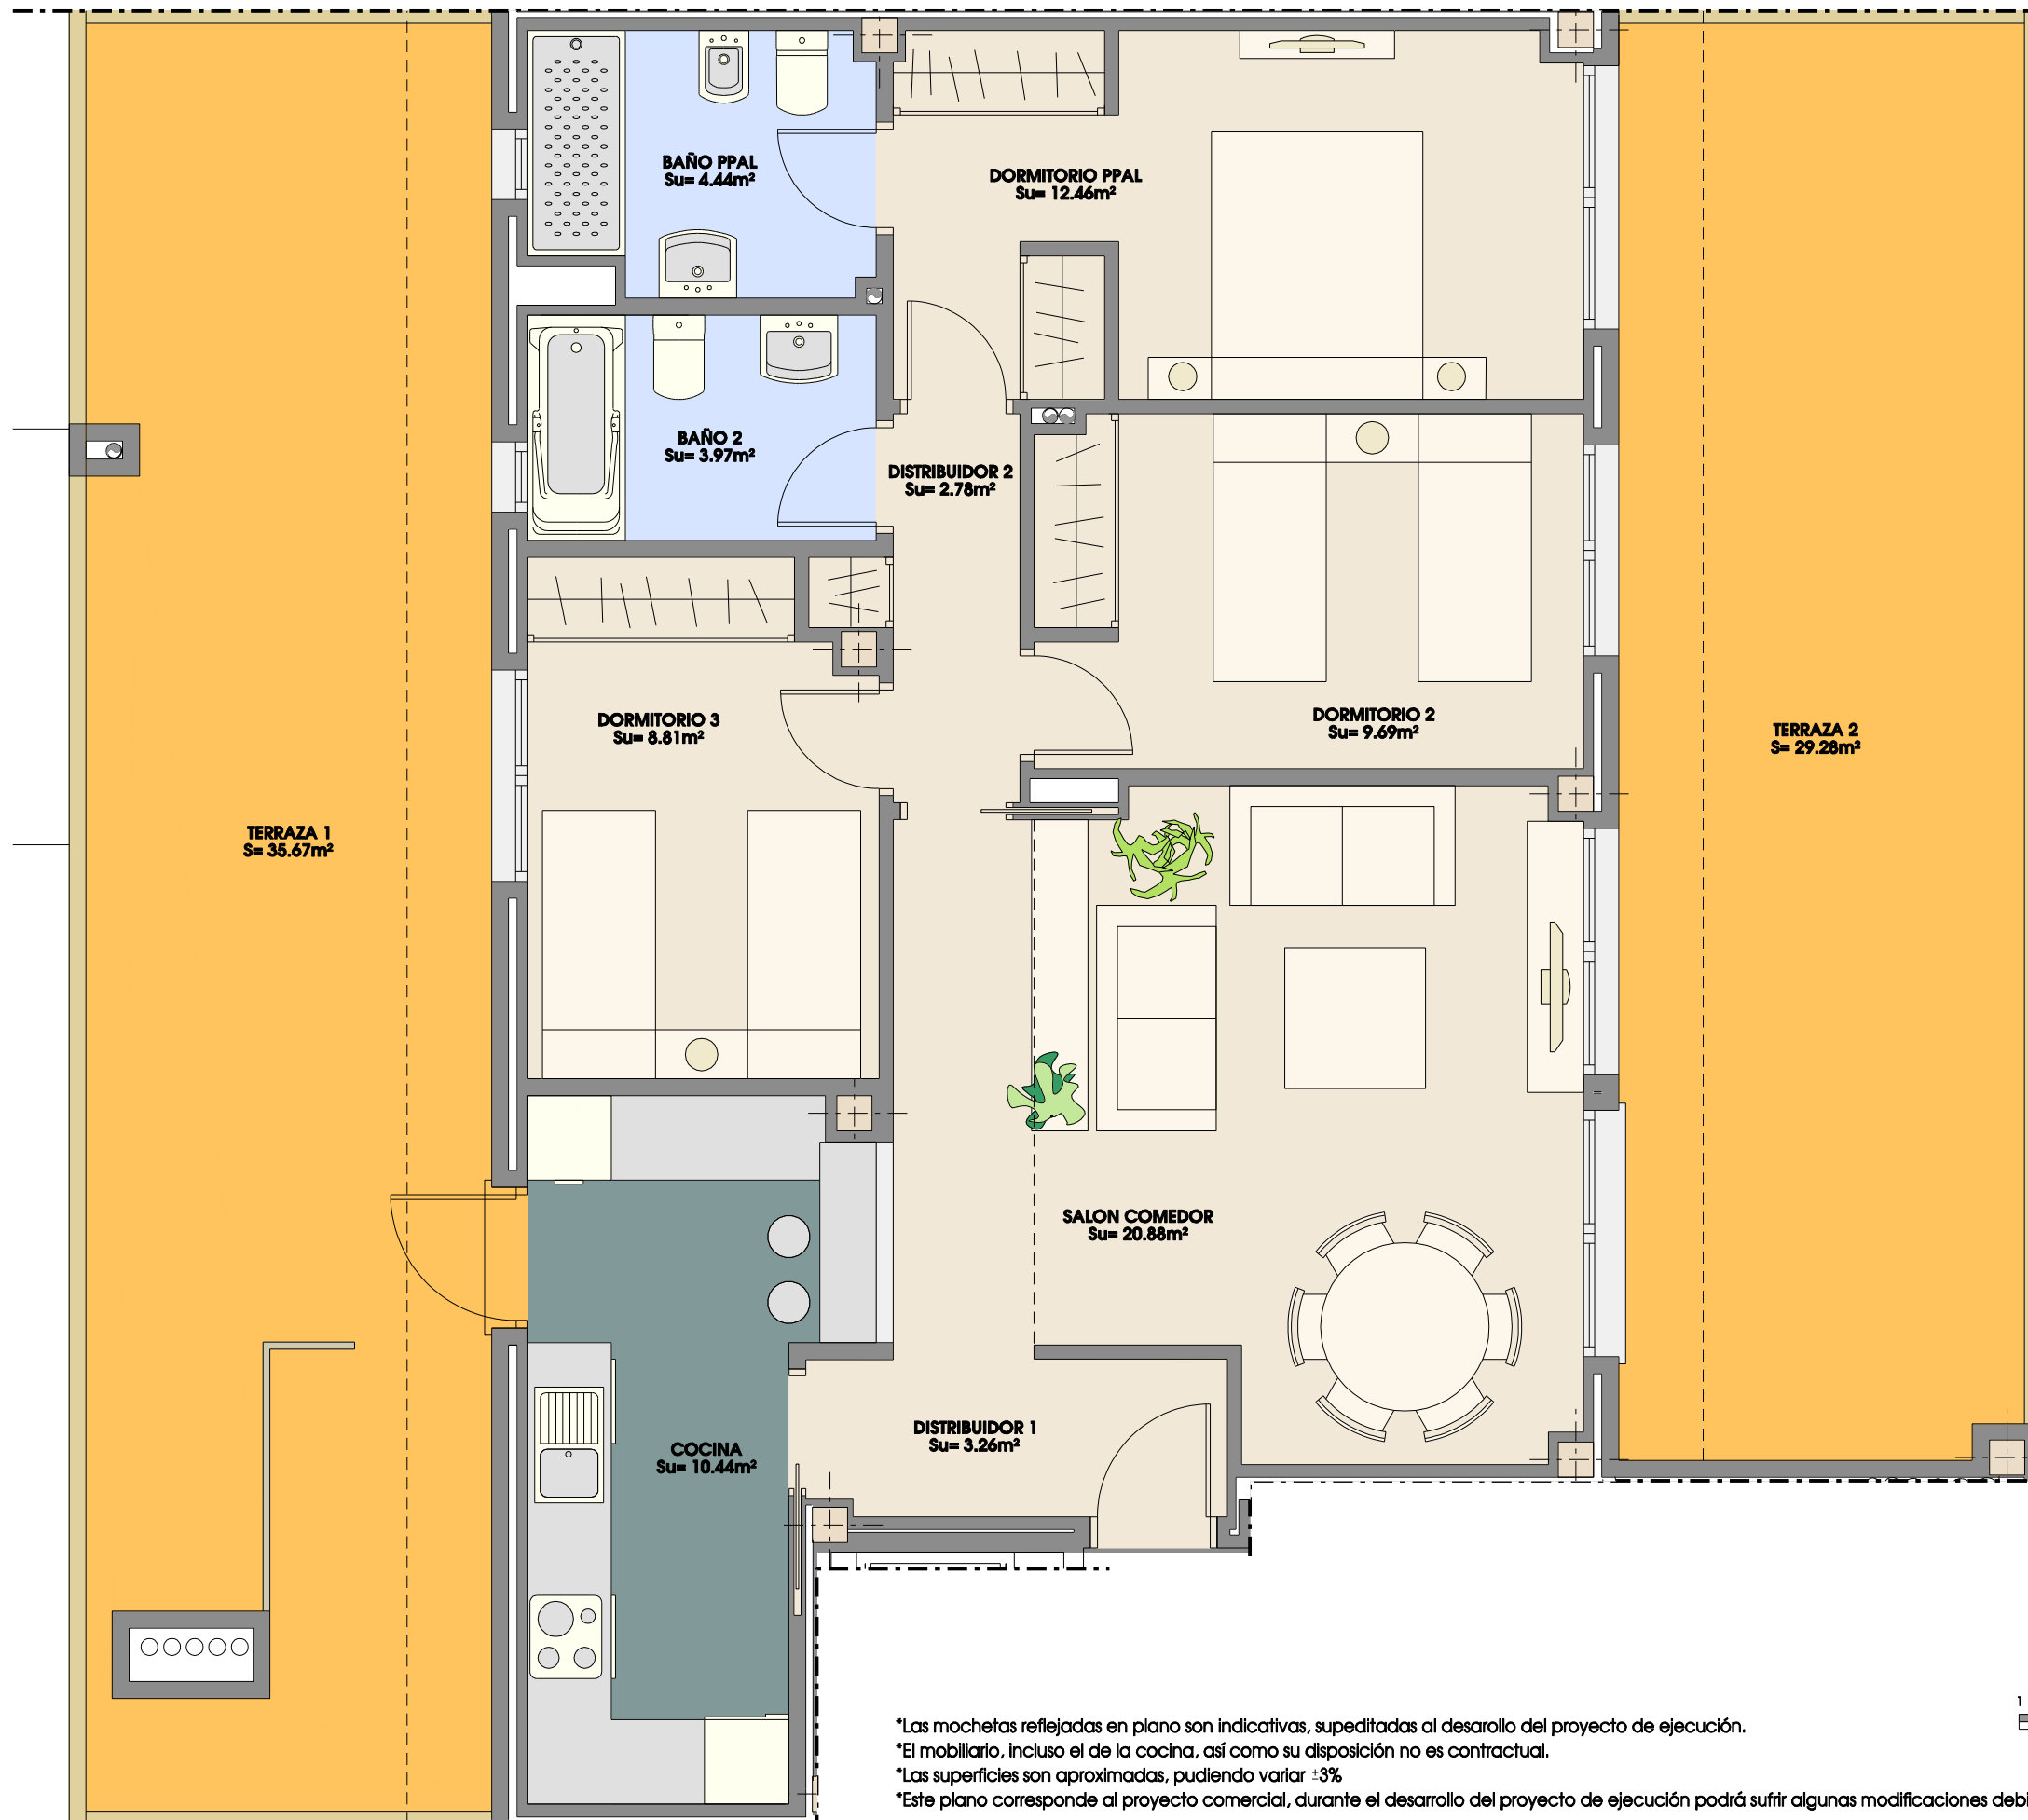 BAÑO PPAL
Su= 4.44m²
DORMITORIO PPAL
Su= 12.46m²
BAÑO 2
Su= 3.97m²
DISTRIBUIDOR 2
Su= 2.78m²
DORMITORIO 3
Su= 8.81m²
DORMITORIO 2
Su= 9.69m²
TERRAZA 2
S= 29.28m²
TERRAZA 1
S= 35.67m²
SALON COMEDOR
Su= 20.88m²
DISTRIBUIDOR 1
Su= 3.26m²
COCINA
Su= 10.44m²
1
*Las mochetas reflejadas en plano son indicativas, supeditadas al desarollo del proyecto de ejecución.
*El mobiliario, incluso el de la cocina, así como su disposición no es contractual.
*Las superficies son aproximadas, pudiendo variar ±3%
*Este plano corresponde al proyecto comercial, durante el desarrollo del proyecto de ejecución podrá sufrir algunas modificaciones debi